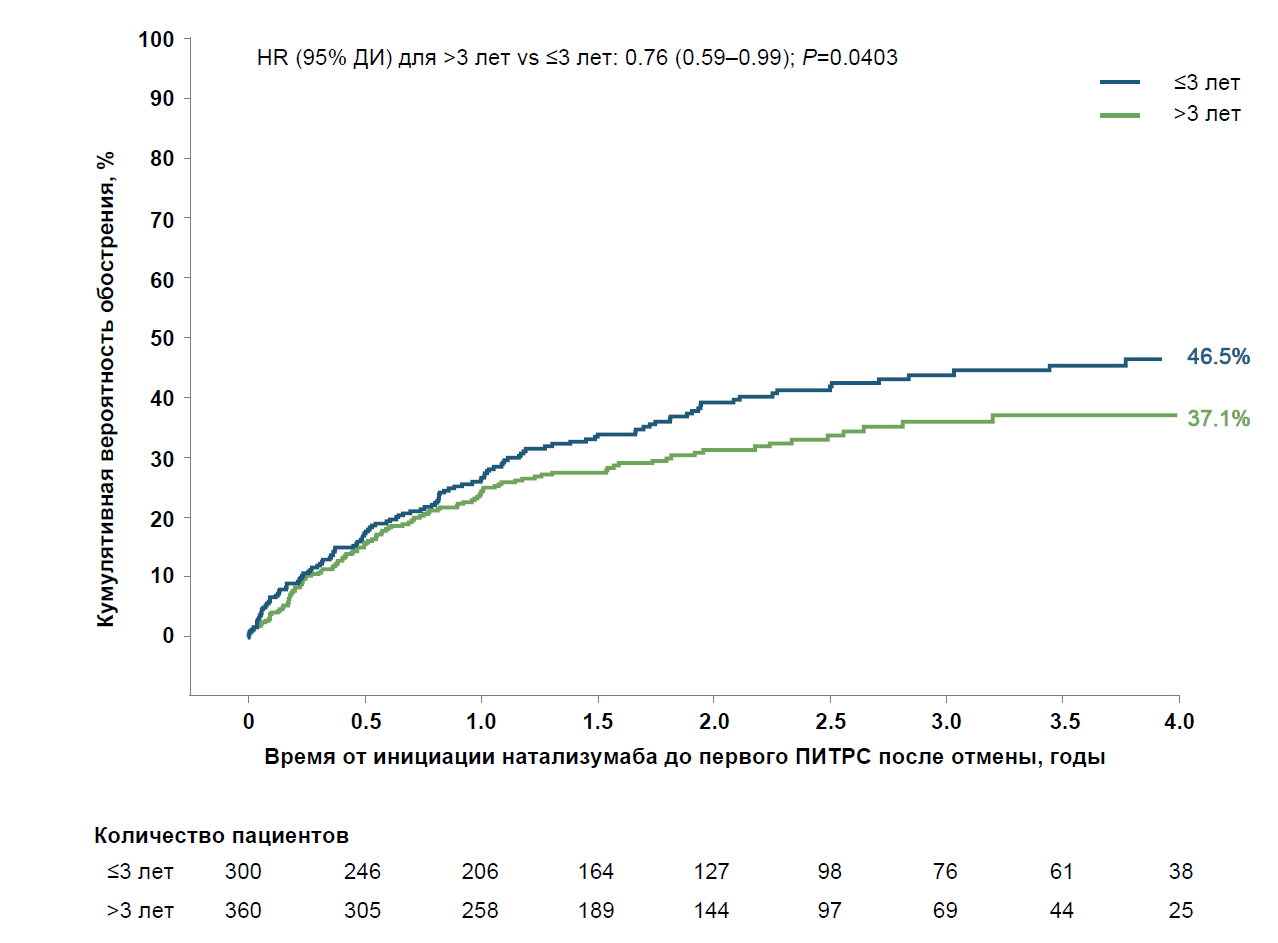 HR (95% ДИ) для >3 лет vs ≤3 лет: 0.76 (0.59–0.99); P=0.0403
≤3 лет
>3 лет
Кумулятивная вероятность обострения, %
100
90
80
70
60
50
40
30
20
10
0
46.5%
37.1%
0 0.5 1.0 1.5 2.0 2.5 3.0 3.5 4.0
Время от инициации натализумаба до первого ПИТРС после отмены, годы
Количество пациентов
≤3 лет 300 246 206 164 127 98 76 61 38
>3 лет 360 305 258 189 144 97 69 44 25